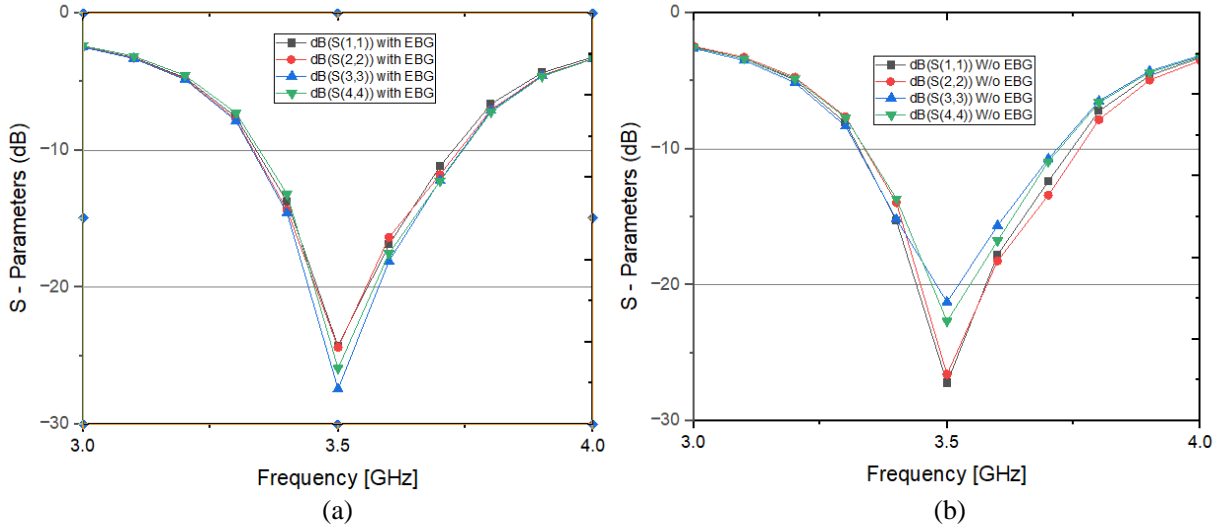 0
−10
−20
−30
3.0
3.5
4.0
S - Parameters (dB)
Frequency [GHz]
dB(S(1,1)) with EBG
dB(S(2,2)) with EBG
dB(S(3,3)) with EBG
dB(S(4,4)) with EBG
(a)
0
−10
−20
−30
3.0
3.5
4.0
S - Parameters (dB)
Frequency [GHz]
dB(S(1,1)) W/o EBG
dB(S(2,2)) W/o EBG
dB(S(3,3)) W/o EBG
dB(S(4,4)) W/o EBG
(b)